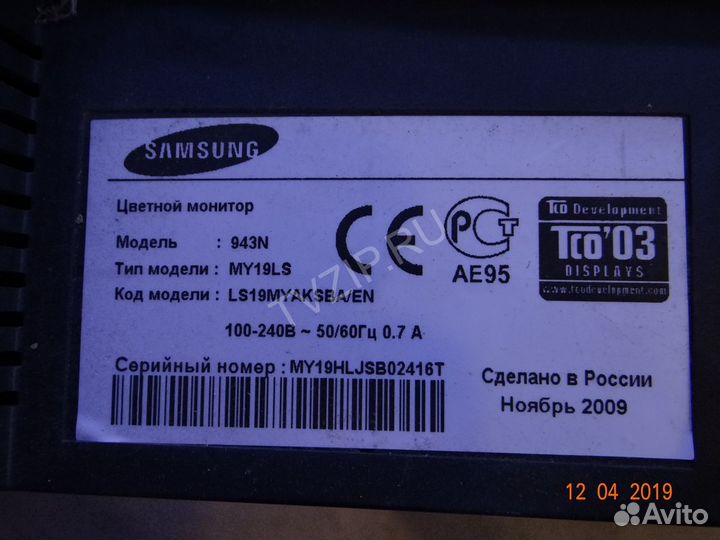 SAMSUNG
Цветной монитор
Модель : 943N
Тип модели : MY19LS
Код модели : LS19MYAKSBA/EN
100-240В ~ 50/60Гц 0.7 А
Серийный номер : MY19HLJSB02416T
CE
РСТ
АЕ95
TCO Development
TCO'03
DISPLAYS
www.tcodevelopment.com
Сделано в России
Ноябрь 2009
TVZIP.RU
12 04 2019
Avito